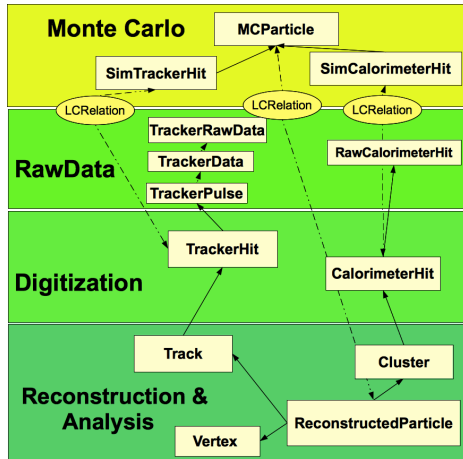 Monte Carlo
MCParticle
SimTrackerHit
SimCalorimeterHit
LCRelation
LCRelation
LCRelation
TrackerRawData
RawCalorimeterHit
TrackerData
RawData
TrackerPulse
TrackerHit
CalorimeterHit
Digitization
Track
Cluster
Reconstruction &
Analysis
ReconstructedParticle
Vertex